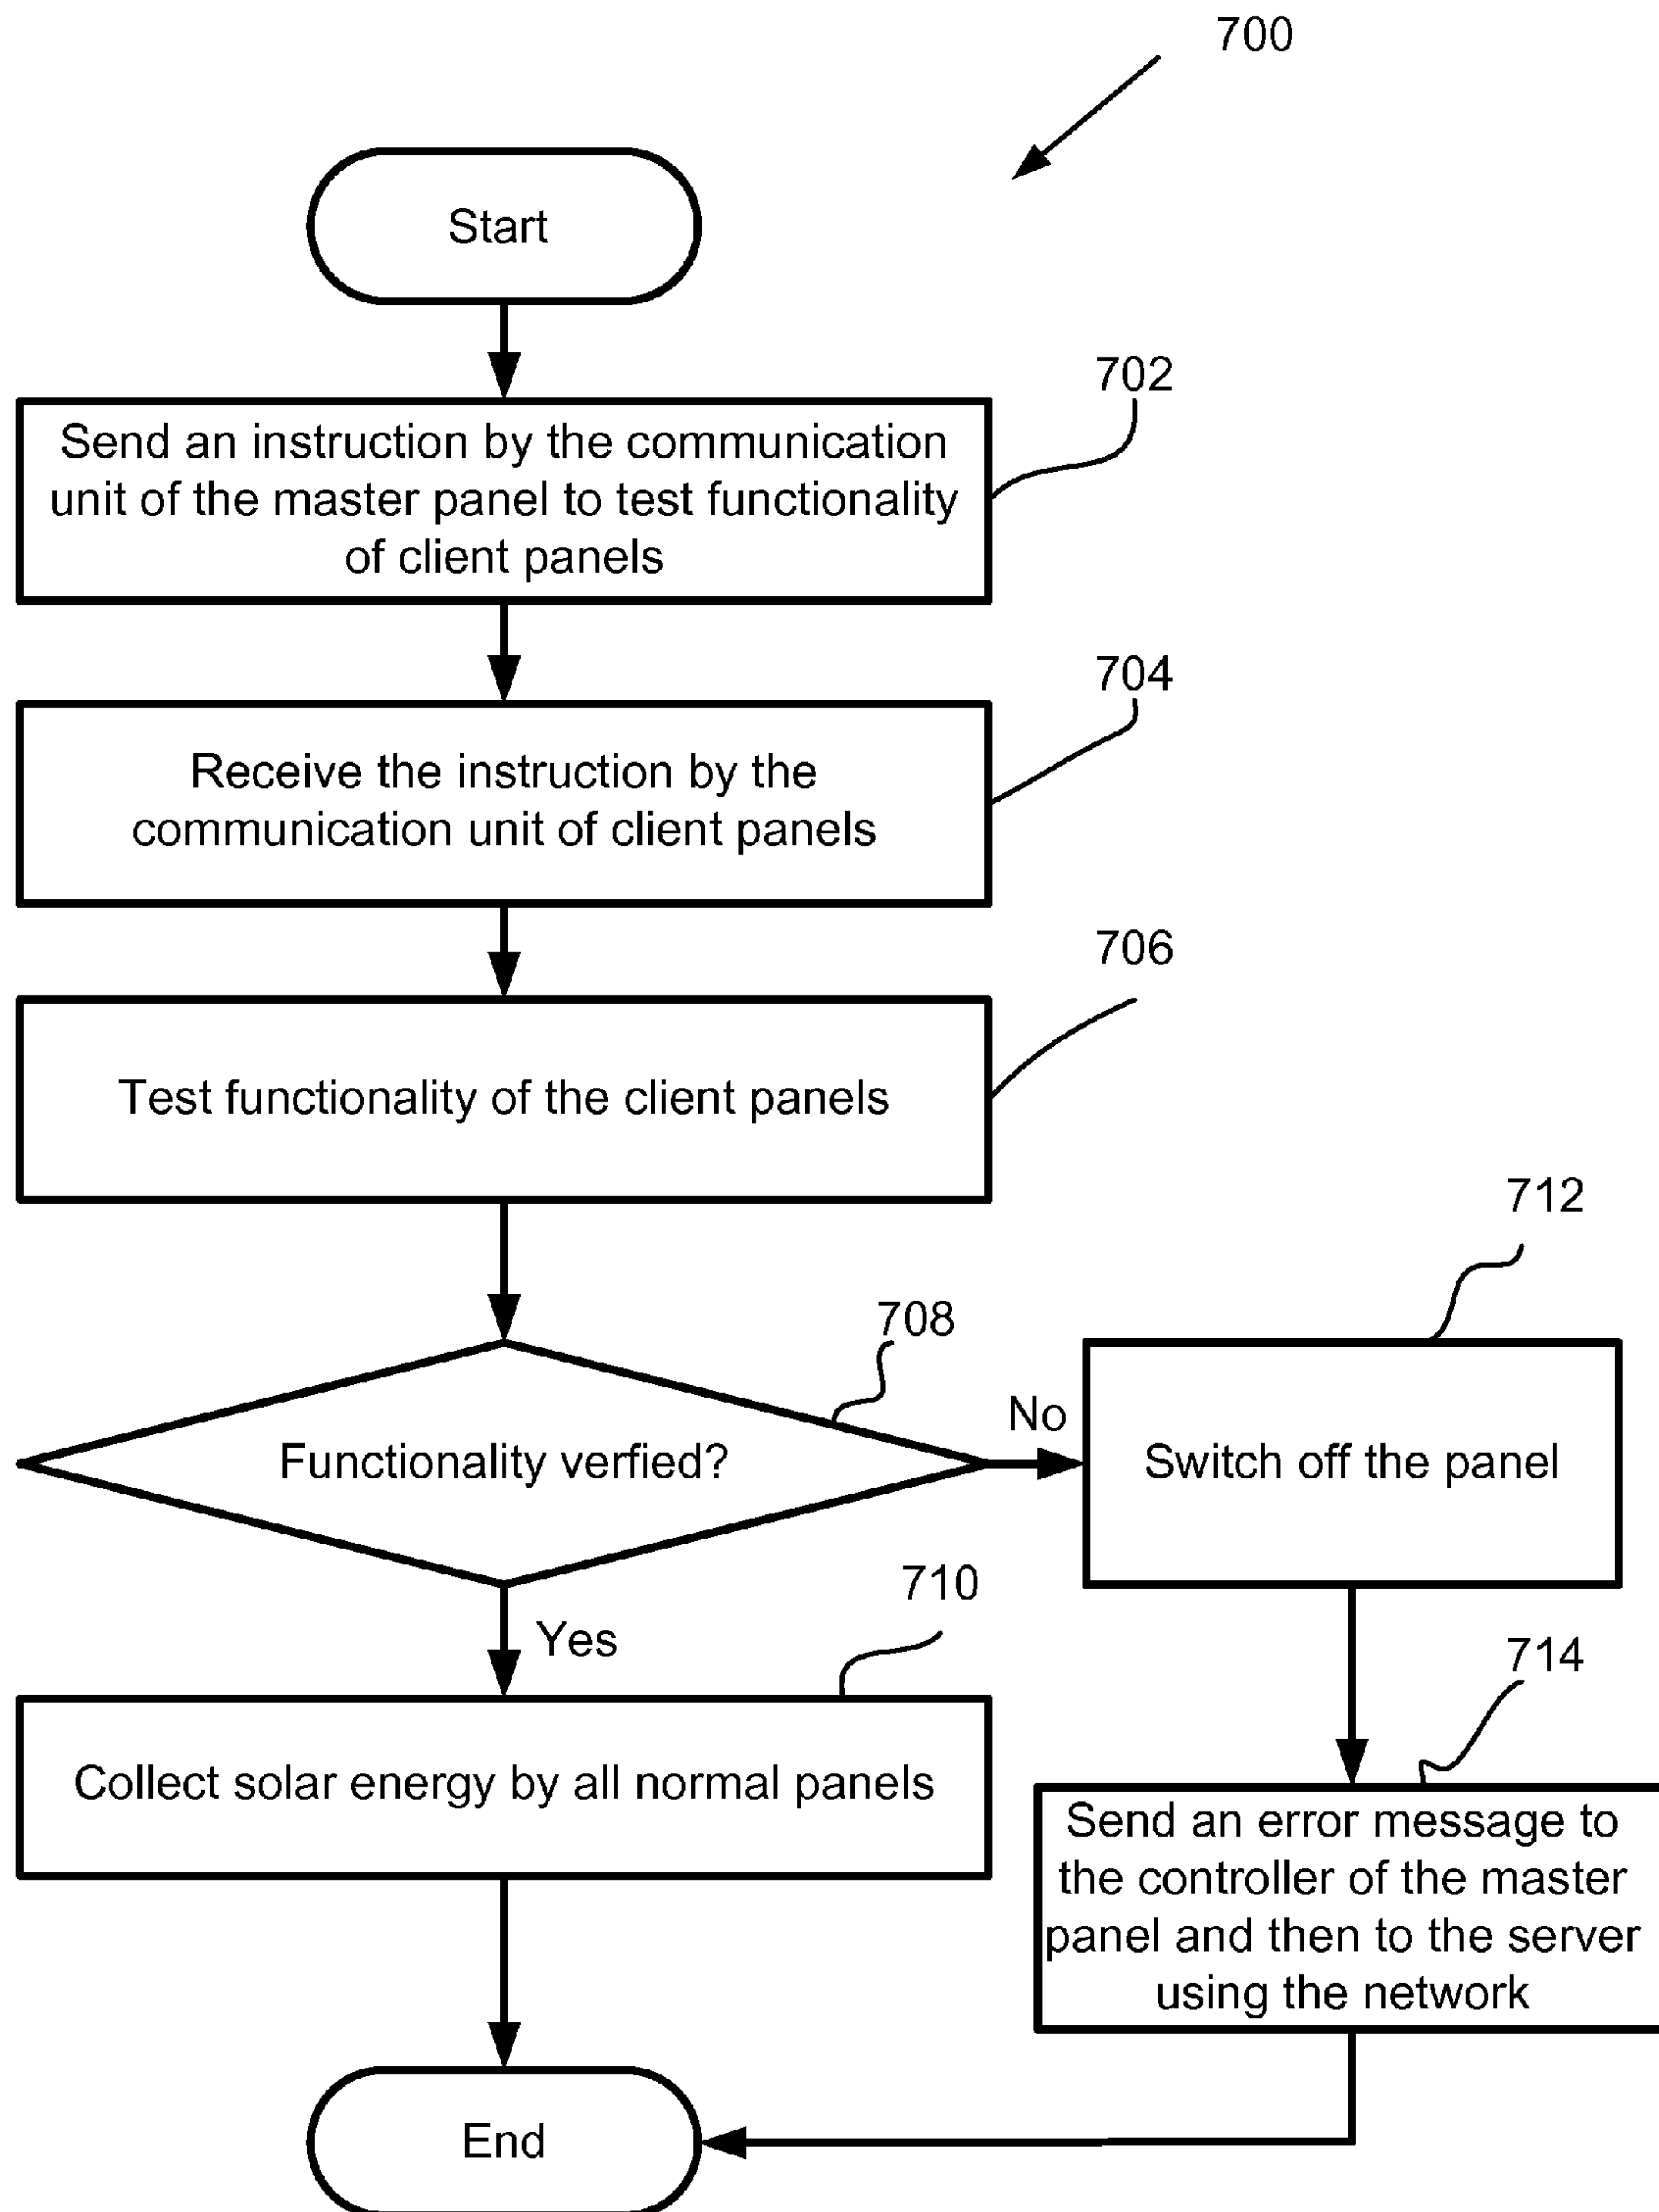 700
Start
702
Send an instruction by the communication
unit of the master panel to test functionality
of client panels
704
Receive the instruction by the
communication unit of client panels
706
Test functionality of the client panels
712
708
No
Functionality verfied?
Switch off the panel
710
Yes
714
Collect solar energy by all normal panels
Send an error message to
the controller of the master
panel and then to the server
using the network
End